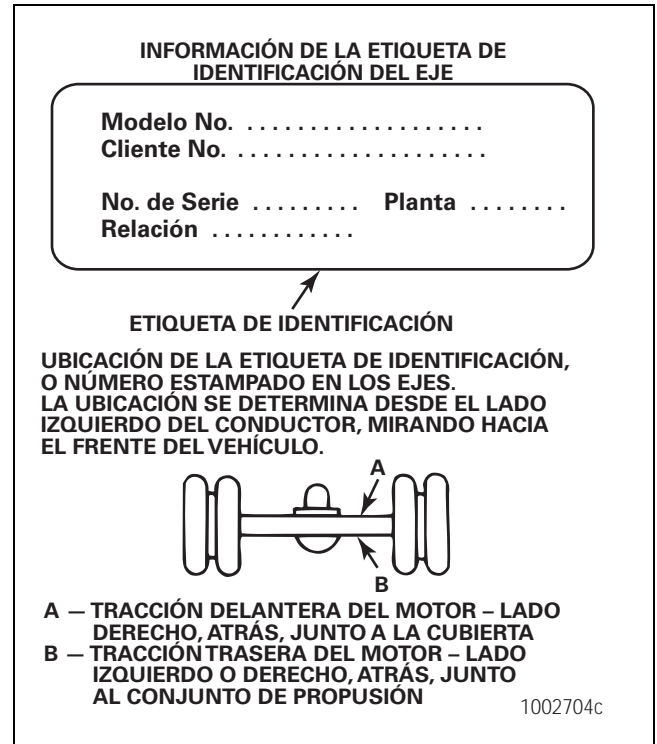 INFORMACIÓN DE LA ETIQUETA DE
IDENTIFICACIÓN DEL EJE
Modelo No. . . . . . . . . . . . . . . . . . . .
Cliente No. . . . . . . . . . . . . . . . . . . . .
No. de Serie . . . . . . . . . Planta . . . . . . . .
Relación . . . . . . . . . . . .
ETIQUETA DE IDENTIFICACIÓN
UBICACIÓN DE LA ETIQUETA DE IDENTIFICACIÓN,
O NÚMERO ESTAMPADO EN LOS EJES.
LA UBICACIÓN SE DETERMINA DESDE EL LADO
IZQUIERDO DEL CONDUCTOR, MIRANDO HACIA
EL FRENTE DEL VEHÍCULO.
A
B
A — TRACCIÓN DELANTERA DEL MOTOR – LADO
DERECHO, ATRÁS, JUNTO A LA CUBIERTA
B — TRACCIÓN TRASERA DEL MOTOR – LADO
IZQUIERDO O DERECHO, ATRÁS, JUNTO
AL CONJUNTO DE PROPUSIÓN
1002704c